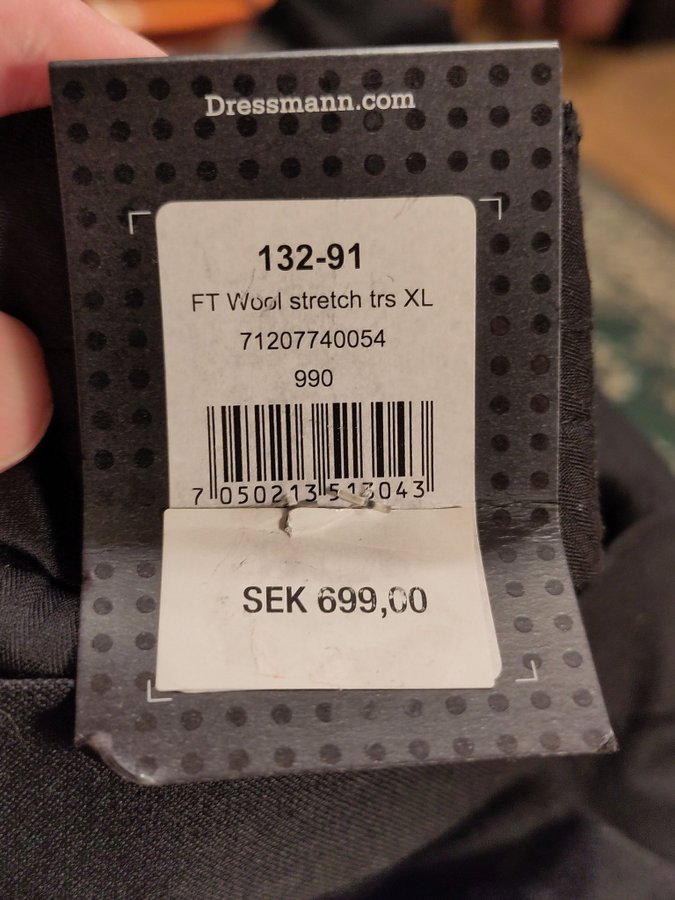 Dressmann.com
132-91
FT Wool stretch trs XL
71207740054
990
7 050213 513043
SEK 699,00